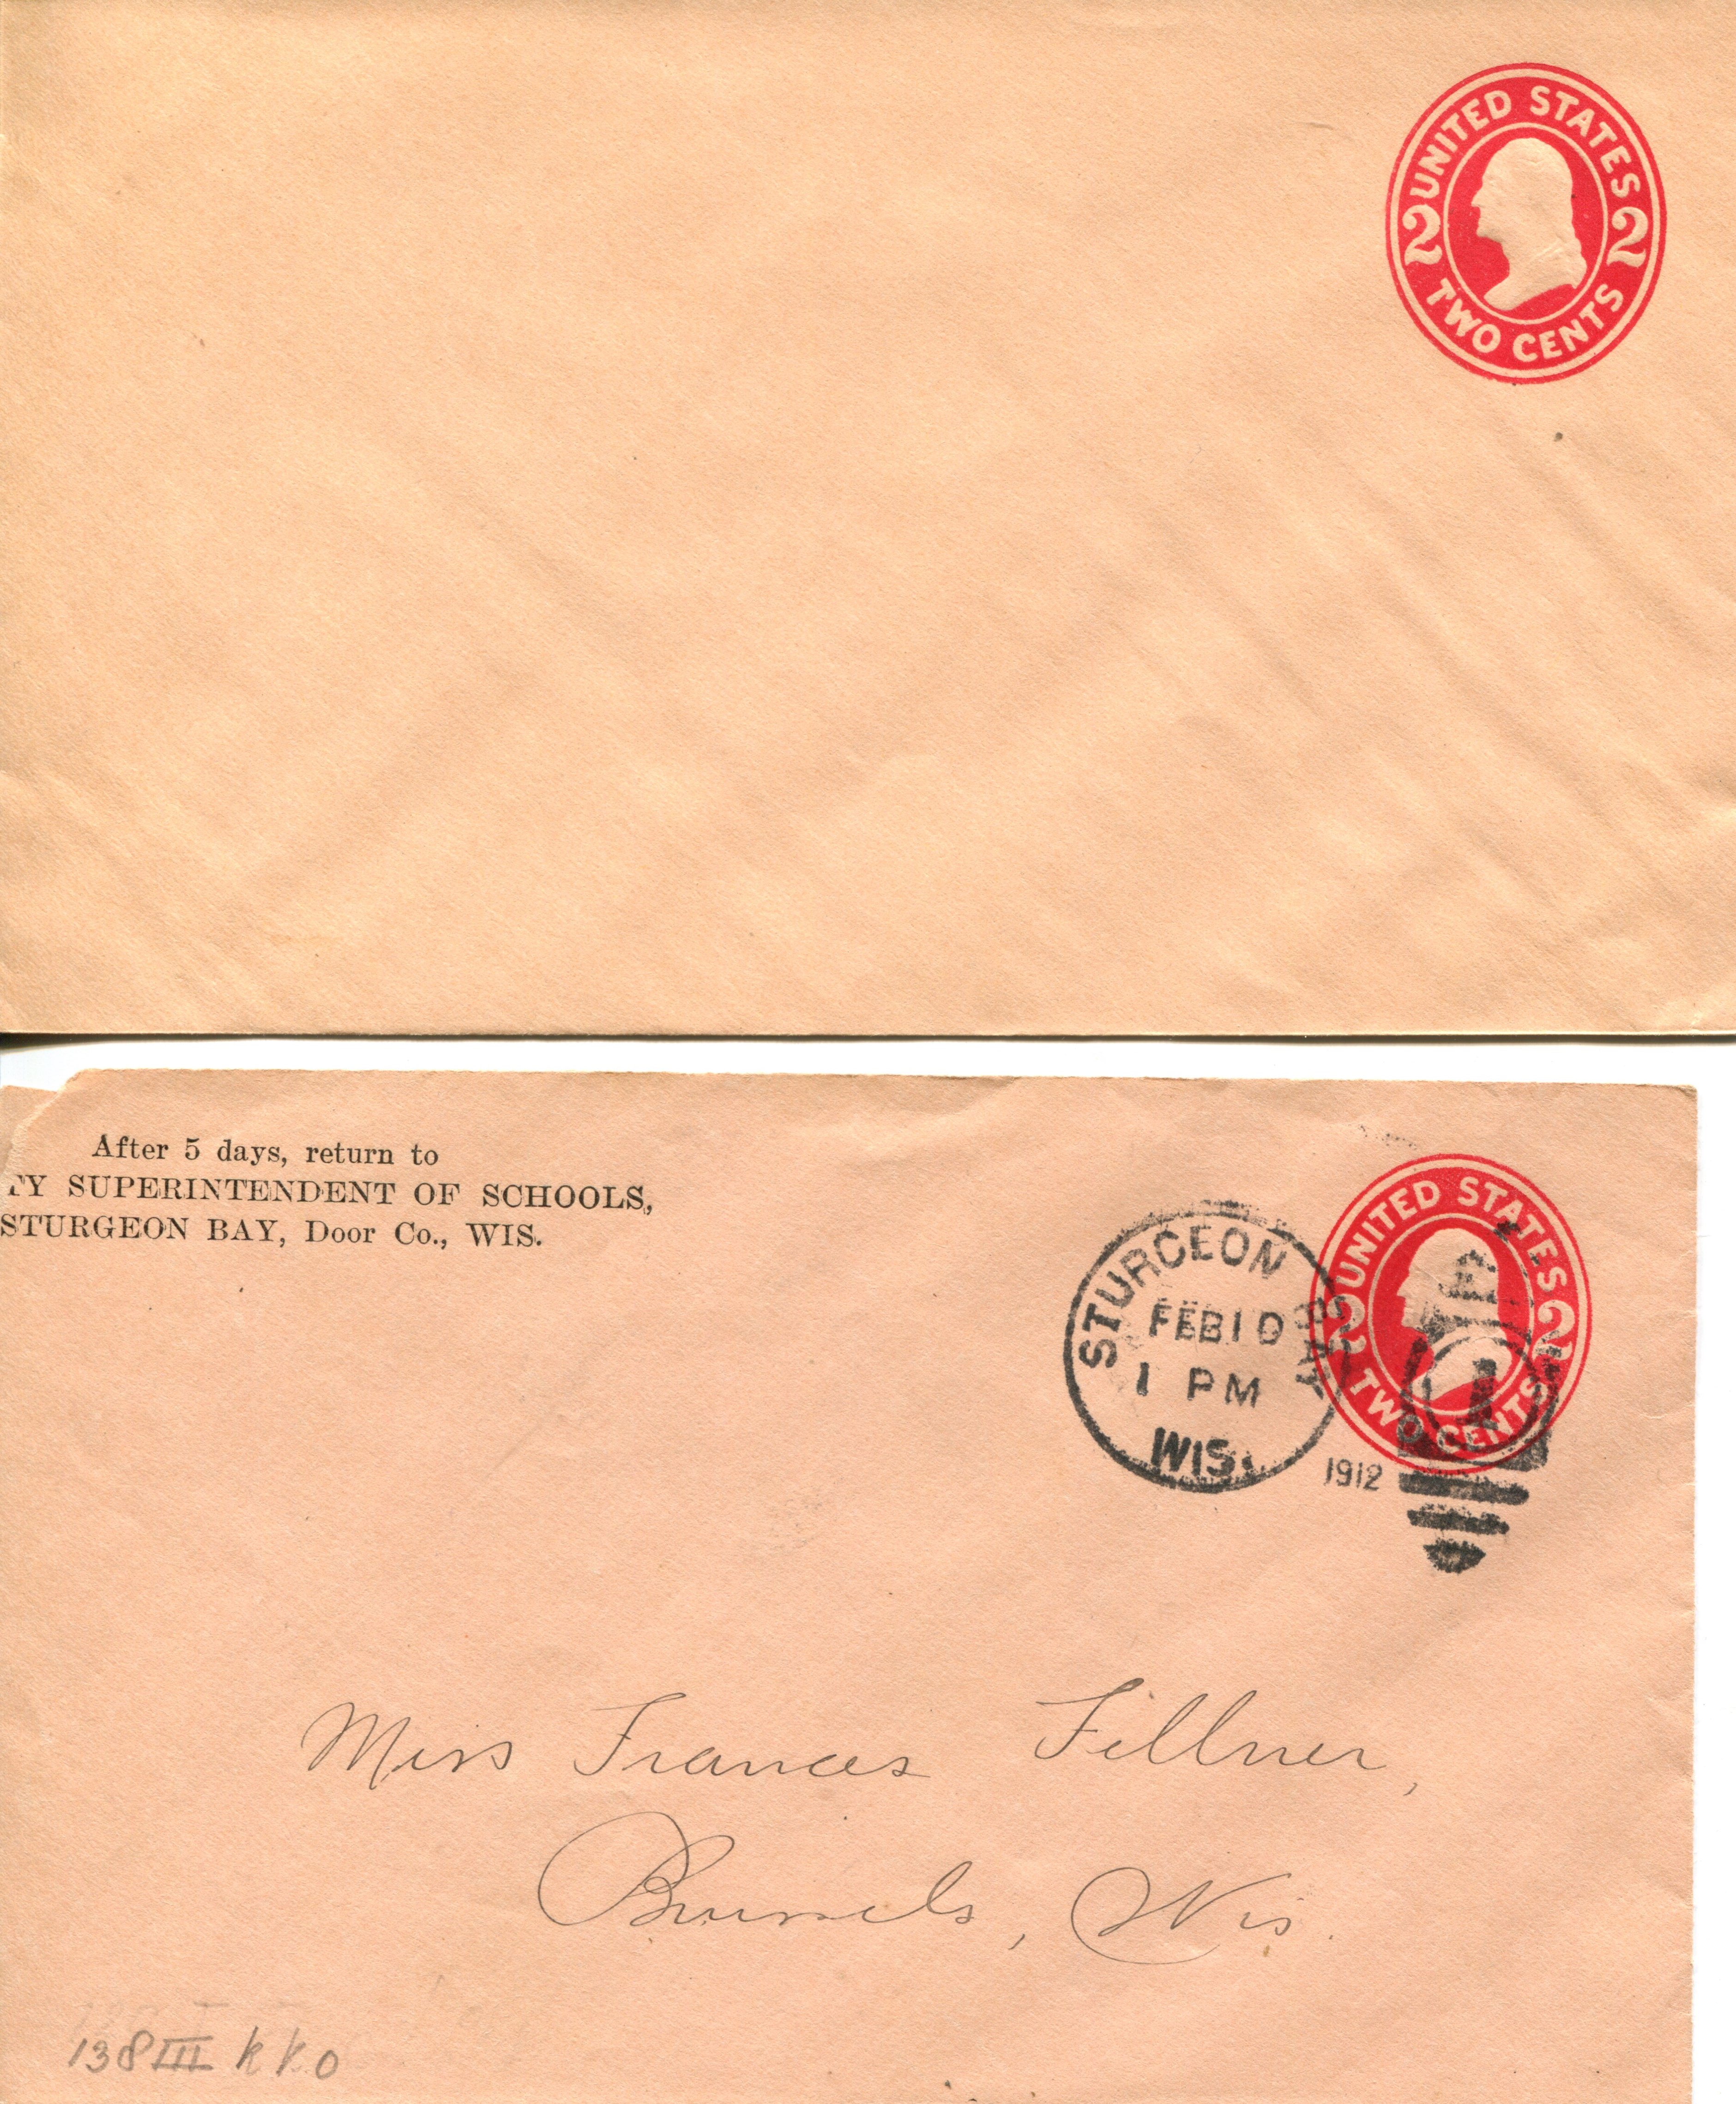 UNITED STATES
2 2
TWO CENTS
After 5 days, return to
TY SUPERINTENDENT OF SCHOOLS,
STURGEON BAY, Door Co., WIS.
UNITED STATES
2 2
TWO CENTS
STURGEON BAY
FEB 10
1 PM
WIS.
1912
1
Miss Frances Fellner,
Brussels, Wis.
138 III K K O